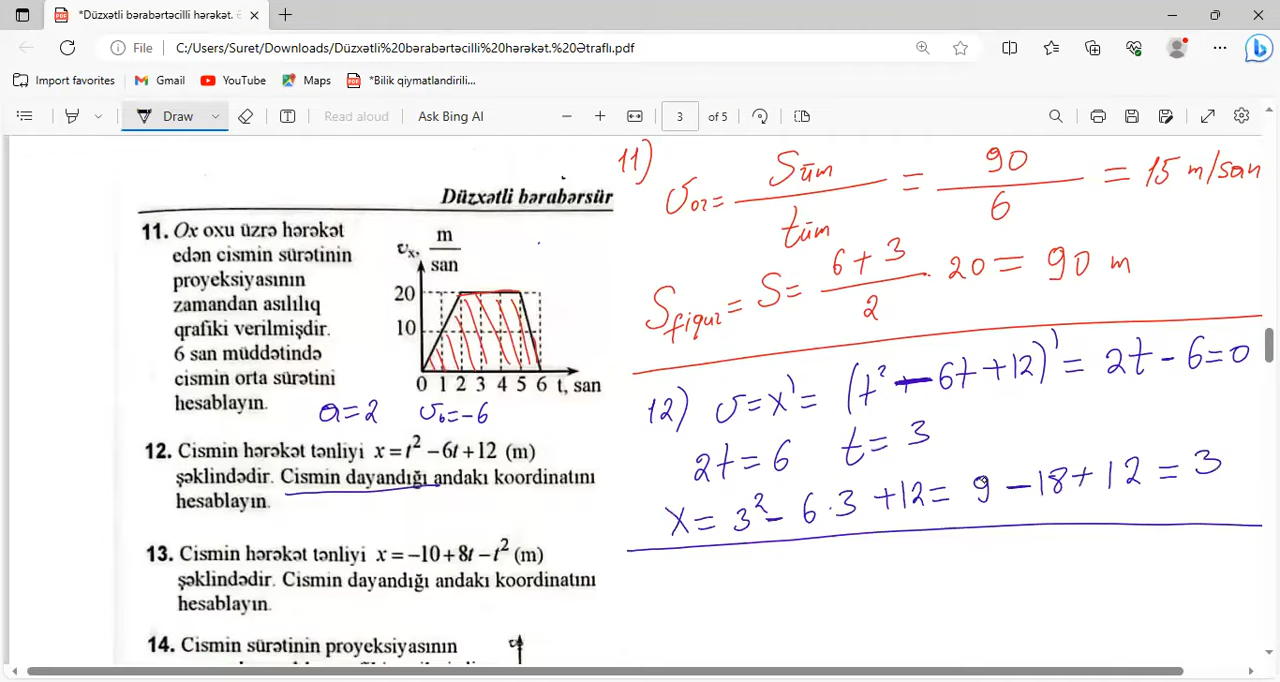 *Düzxətli bərabərtəcilli hərəkət.
File C:/Users/Suret/Downloads/Düzxətli%20bərabərtəcilli%20hərəkət.%20Ətraflı.pdf
Import favorites Gmail YouTube Maps *Bilik qiymatlandirili...
Draw Read aloud Ask Bing AI 3 of 5
Düzxətli bərabərsür
11. Ox oxu üzrə hərəkət
edən cismin sürətinin
proyeksiyasının
zamandan asılılıq
qrafiki verilmişdir.
6 san müddətində
cismin orta sürətini
hesablayın.
υx, m/san
20
10
0 1 2 3 4 5 6 t, san
a=2 υ0=-6
12. Cismin hərəkət tənliyi x=t²-6t+12 (m)
şəklindədir. Cismin dayandığı andakı koordinatını
hesablayın.
13. Cismin hərəkət tənliyi x=-10+8t-t² (m)
şəklindədir. Cismin dayandığı andakı koordinatını
hesablayın.
14. Cismin sürətinin proyeksiyasının
11) υor = Süm/tüm = 90/6 = 15 m/san
Sfiqur = S = (6+3)/2 · 20 = 90 m
12) υ=x'= (t²-6t+12)' = 2t-6=0
2t=6 t=3
x=3²-6·3+12=9-18+12=3